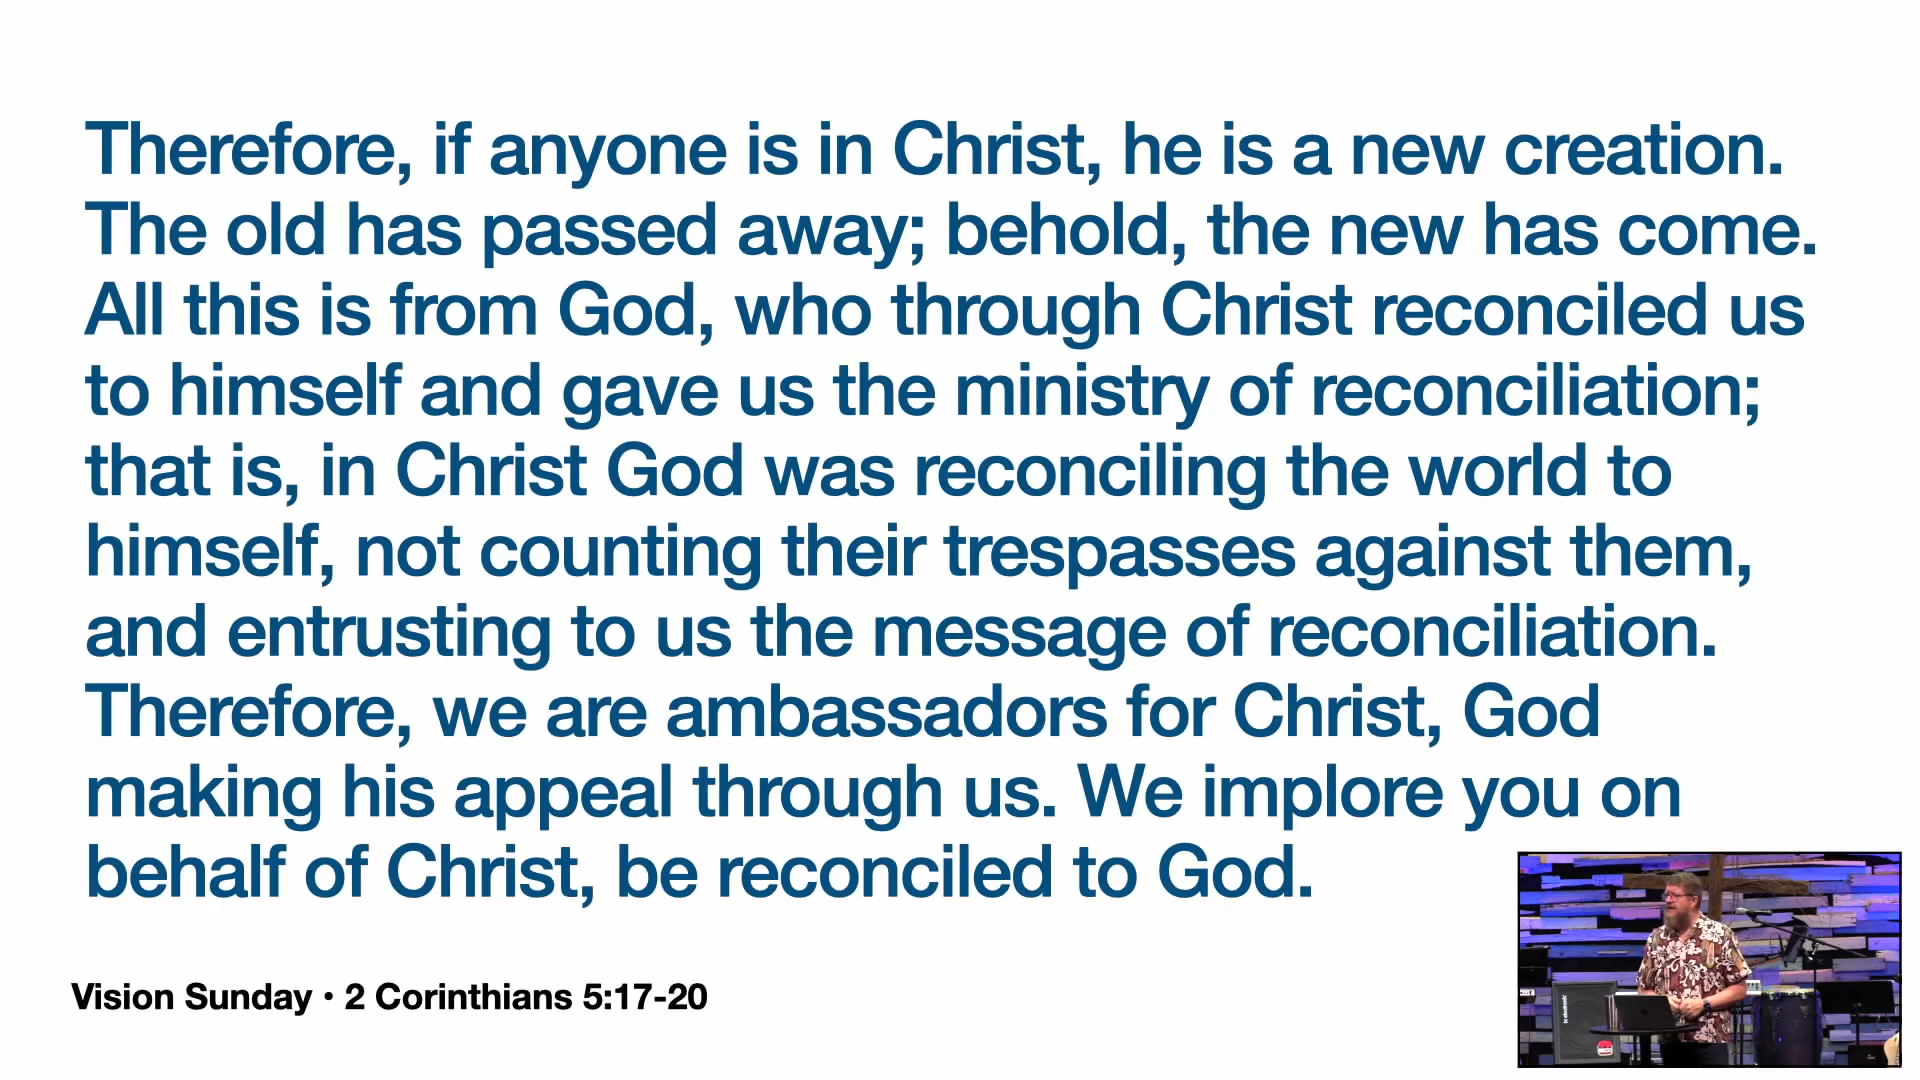 Therefore, if anyone is in Christ, he is a new creation.
The old has passed away; behold, the new has come.
All this is from God, who through Christ reconciled us
to himself and gave us the ministry of reconciliation;
that is, in Christ God was reconciling the world to
himself, not counting their trespasses against them,
and entrusting to us the message of reconciliation.
Therefore, we are ambassadors for Christ, God
making his appeal through us. We implore you on
behalf of Christ, be reconciled to God.
Vision Sunday • 2 Corinthians 5:17-20